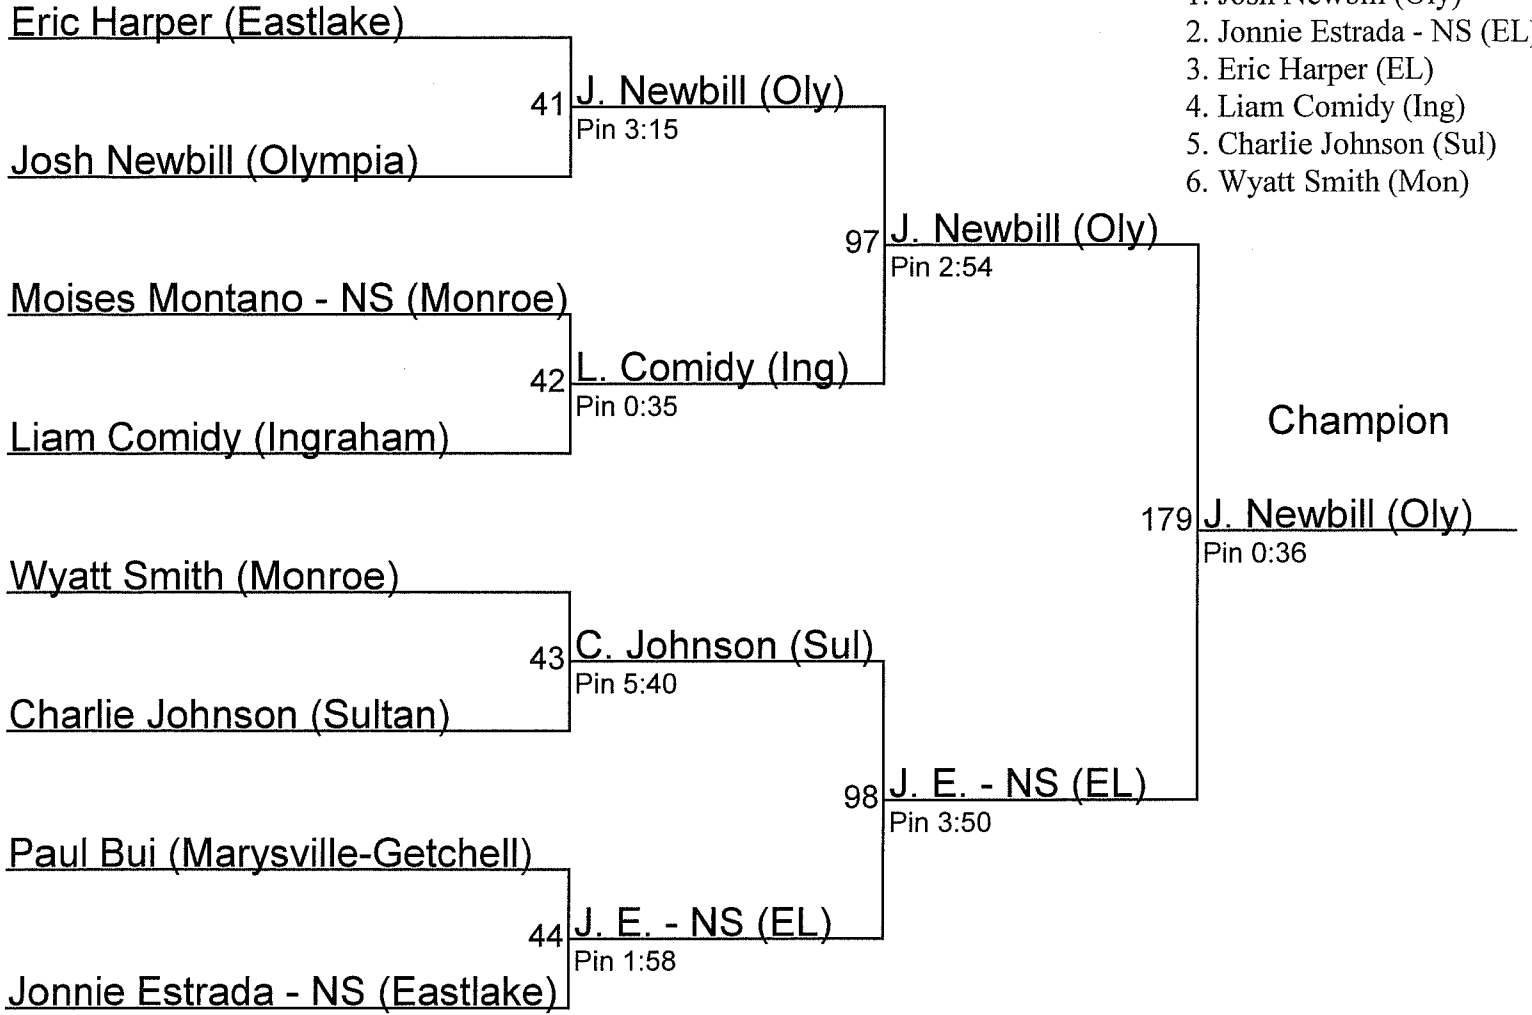 Eric Harper (Eastlake)
1. Josh Newbill (Oly)
2. Jonnie Estrada - NS (EL)
3. Eric Harper (EL)
4. Liam Comidy (Ing)
5. Charlie Johnson (Sul)
6. Wyatt Smith (Mon)
41 J. Newbill (Oly)
Pin 3:15
Josh Newbill (Olympia)
97 J. Newbill (Oly)
Pin 2:54
Moises Montano - NS (Monroe)
42 L. Comidy (Ing)
Pin 0:35
Liam Comidy (Ingraham)
Champion
179 J. Newbill (Oly)
Pin 0:36
Wyatt Smith (Monroe)
43 C. Johnson (Sul)
Pin 5:40
Charlie Johnson (Sultan)
98 J. E. - NS (EL)
Pin 3:50
Paul Bui (Marysville-Getchell)
44 J. E. - NS (EL)
Pin 1:58
Jonnie Estrada - NS (Eastlake)